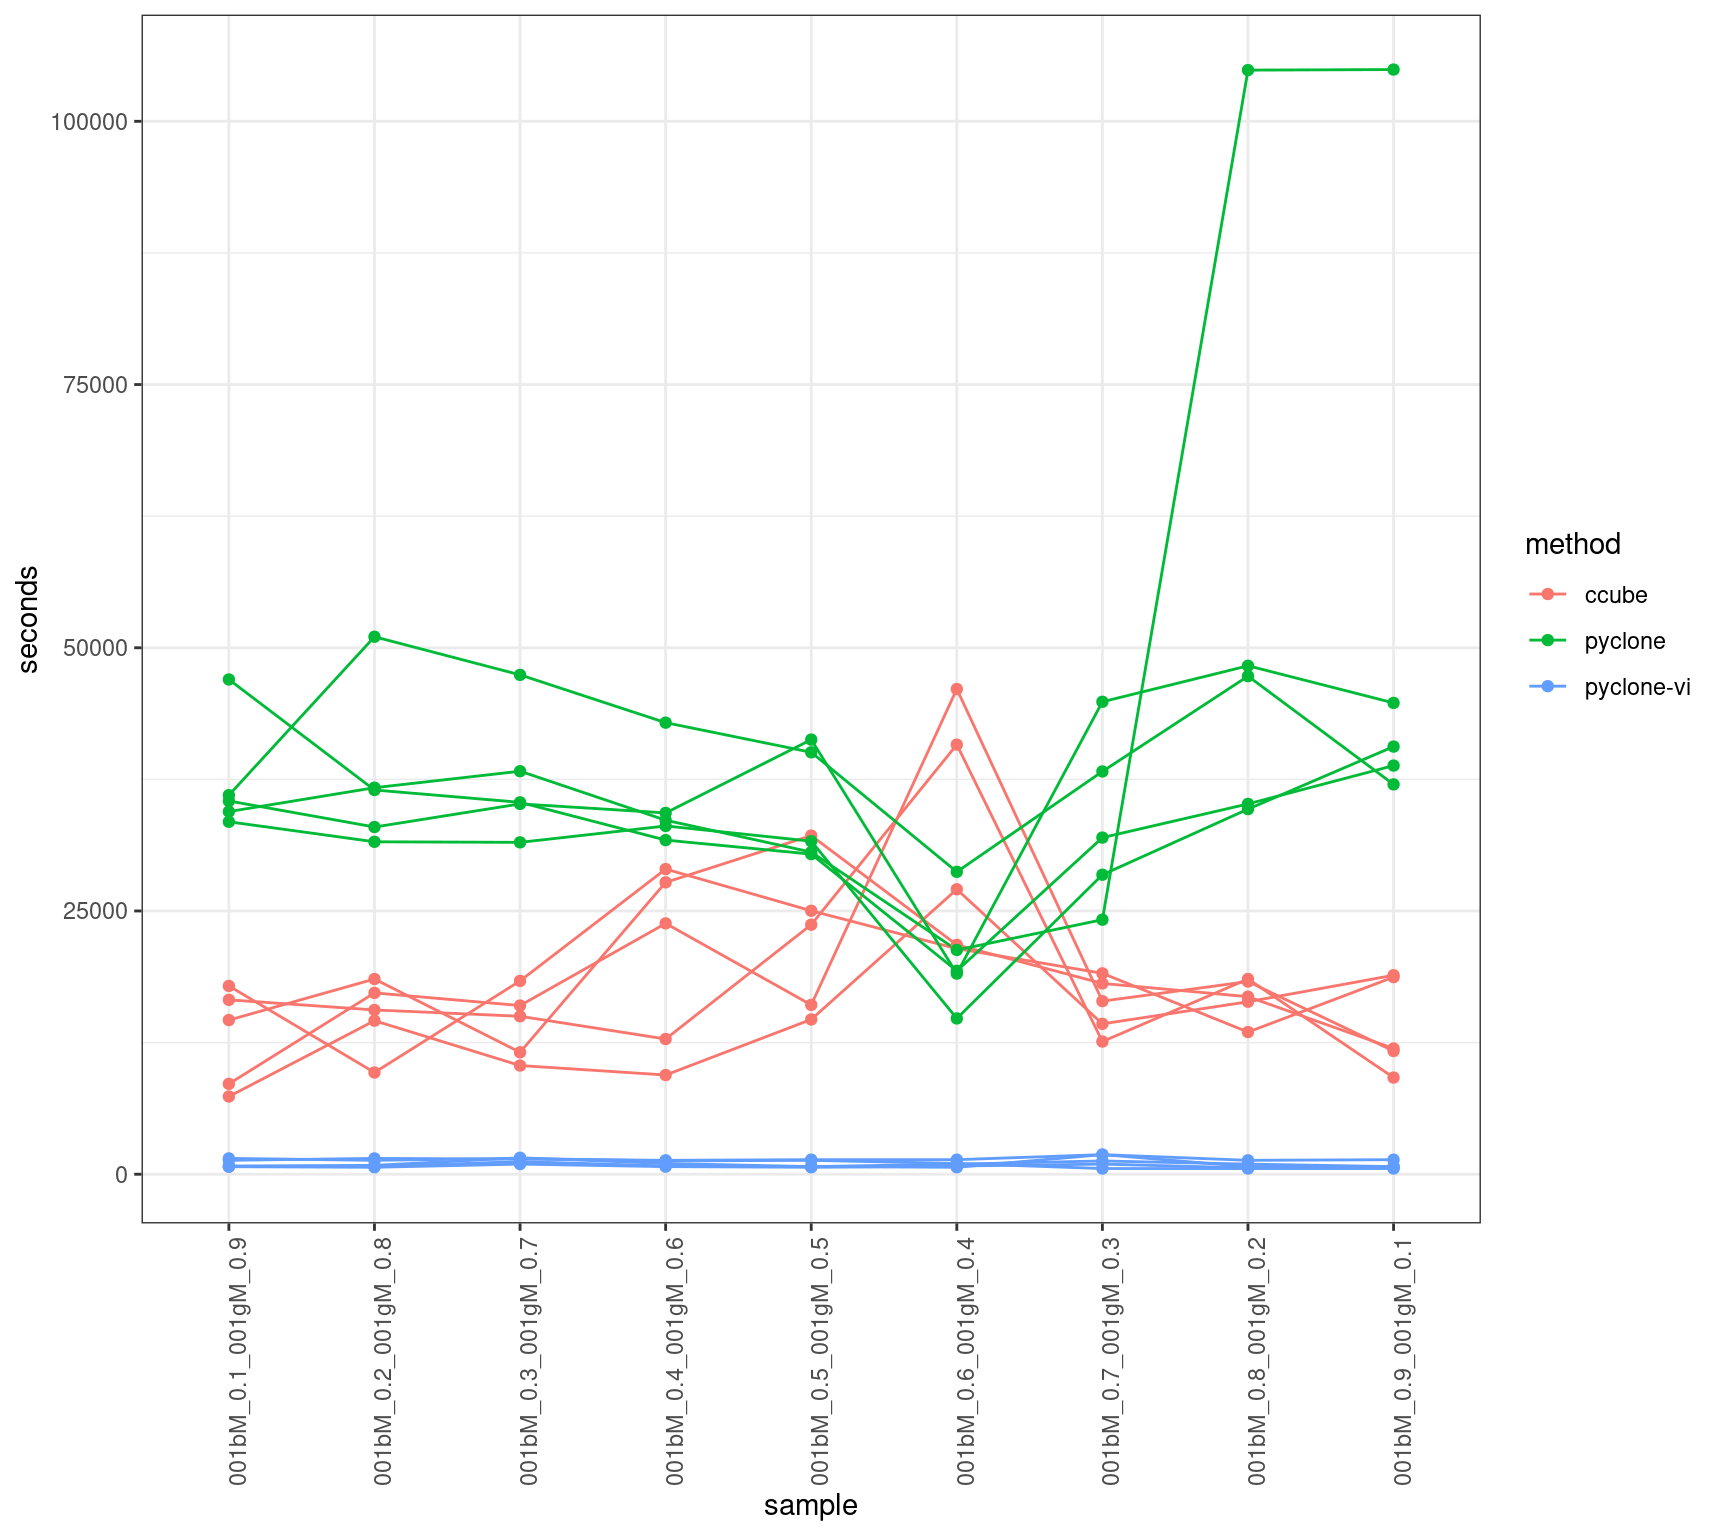 100000
75000
50000
25000
0
seconds
001bM_0.1_001gM_0.9
001bM_0.2_001gM_0.8
001bM_0.3_001gM_0.7
001bM_0.4_001gM_0.6
001bM_0.5_001gM_0.5
001bM_0.6_001gM_0.4
001bM_0.7_001gM_0.3
001bM_0.8_001gM_0.2
001bM_0.9_001gM_0.1
sample
method
ccube
pyclone
pyclone-vi